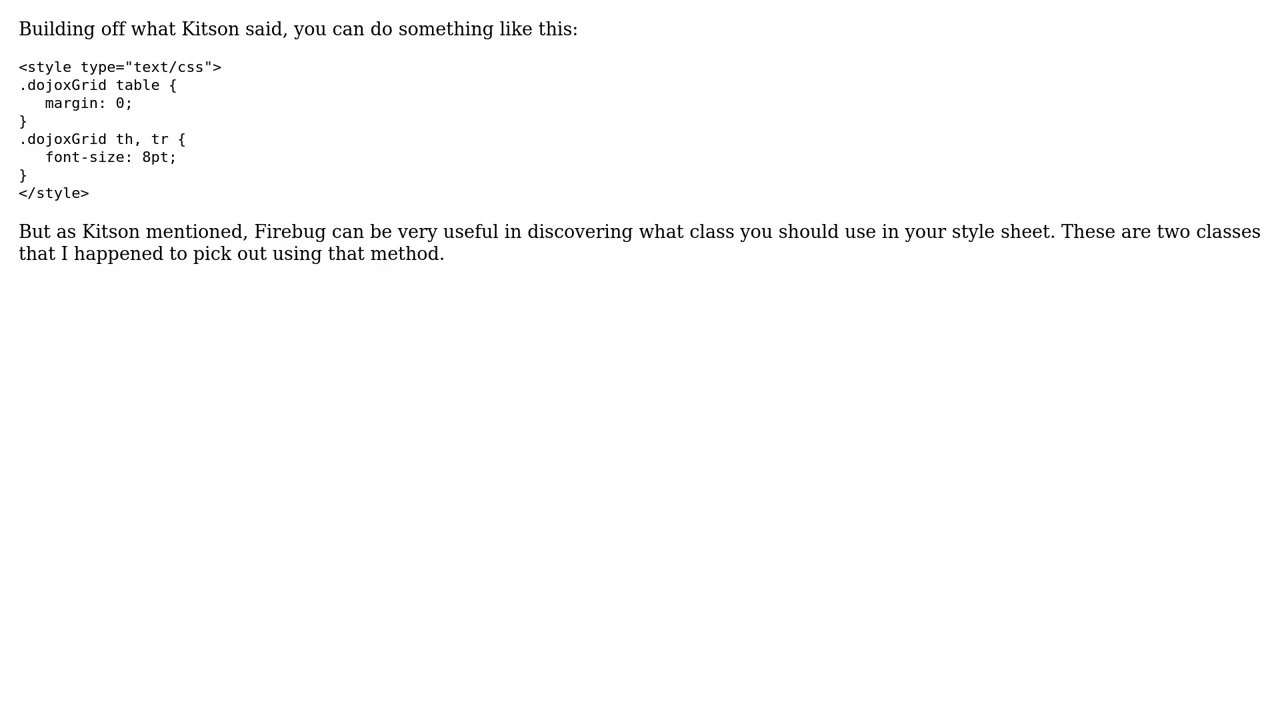 Building off what Kitson said, you can do something like this:
<style type="text/css">
.dojoxGrid table {
   margin: 0;
}
.dojoxGrid th, tr {
   font-size: 8pt;
}
</style>
But as Kitson mentioned, Firebug can be very useful in discovering what class you should use in your style sheet. These are two classes
that I happened to pick out using that method.